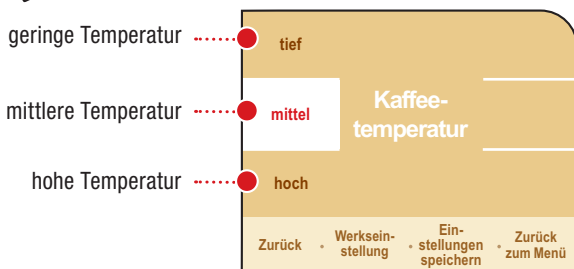 geringe Temperatur
tief
mittlere Temperatur
mittel
Kaffee-
temperatur
hohe Temperatur
hoch
Zurück
Werksein-
stellung
Ein-
stellungen
speichern
Zurück
zum Menü